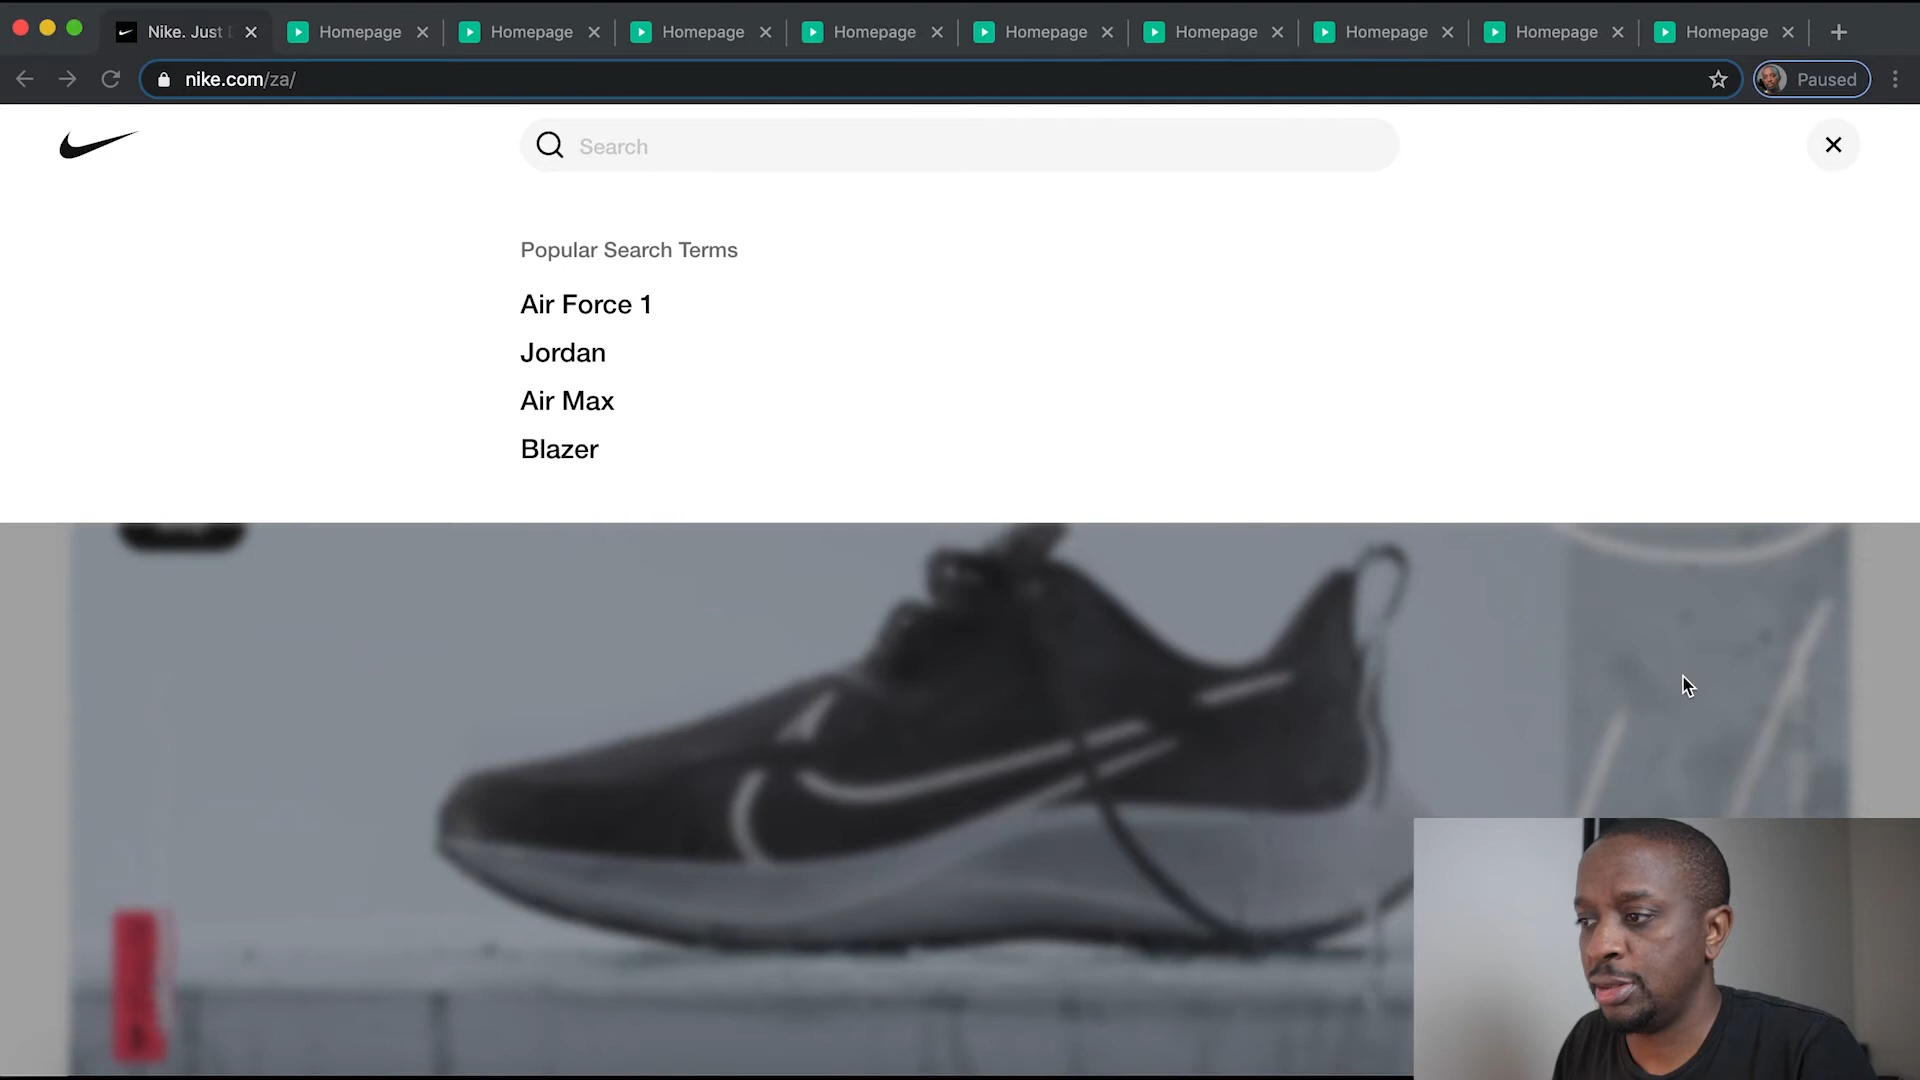 Nike. Just D
Homepage
Homepage
Homepage
Homepage
Homepage
Homepage
Homepage
Homepage
Homepage
nike.com/za/
Paused
Search
Popular Search Terms
Air Force 1
Jordan
Air Max
Blazer